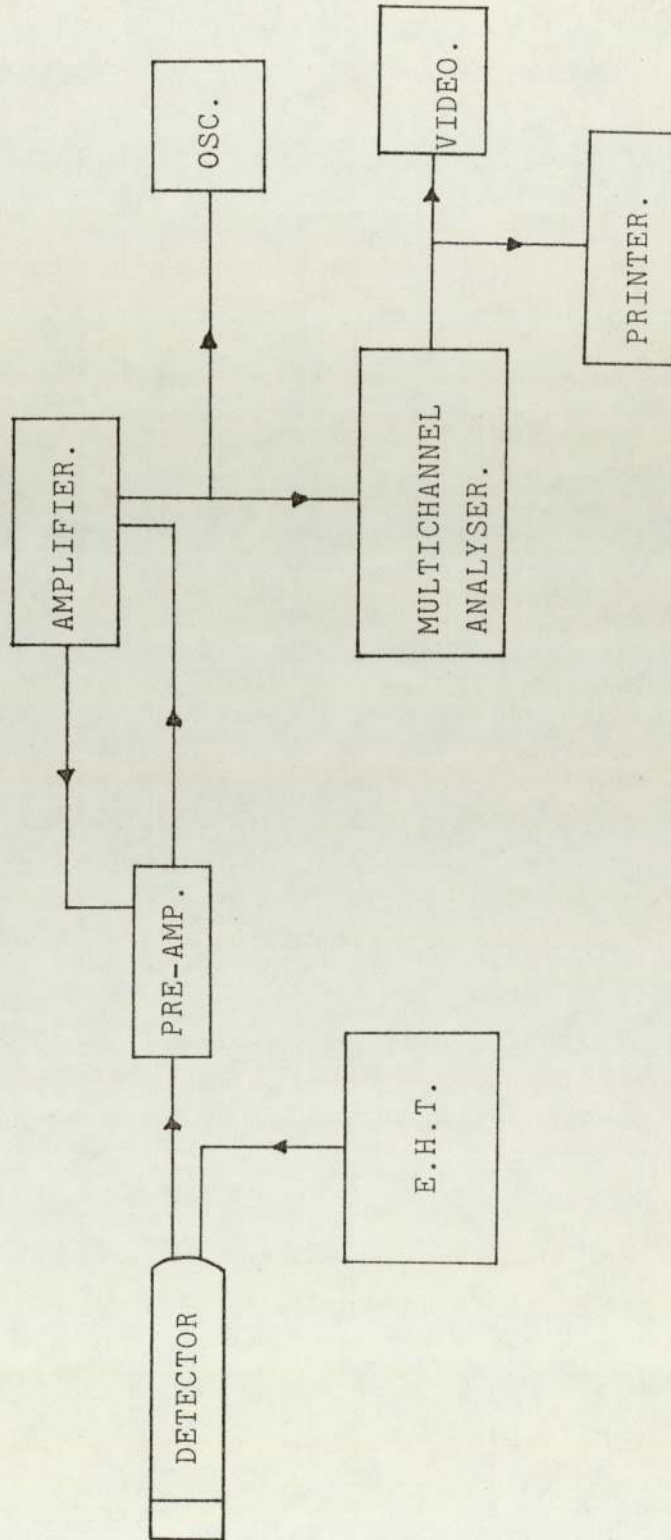 DETECTOR
E.H.T.
PRE-AMP.
AMPLIFIER.
OSC.
MULTICHANNEL
ANALYSER.
VIDEO.
PRINTER.